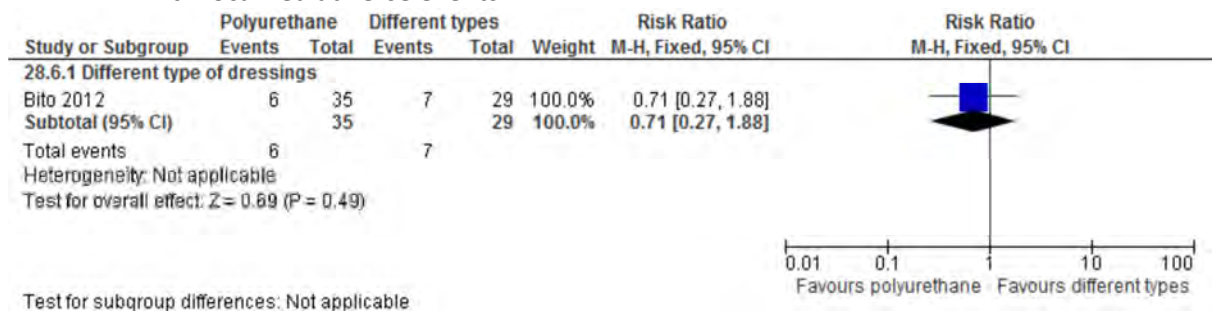 Polyurethane Different types Risk Ratio Risk Ratio
Study or Subgroup Events Total Events Total Weight M-H, Fixed, 95% CI M-H, Fixed, 95% CI
28.6.1 Different type of dressings
Bito 2012 6 35 7 29 100.0% 0.71 [0.27, 1.88]
Subtotal (95% CI) 35 29 100.0% 0.71 [0.27, 1.88]
Total events 6 7
Heterogeneity: Not applicable
Test for overall effect: Z = 0.69 (P = 0.49)
0.01 0.1 1 10 100
Favours polyurethane Favours different types
Test for subgroup differences: Not applicable